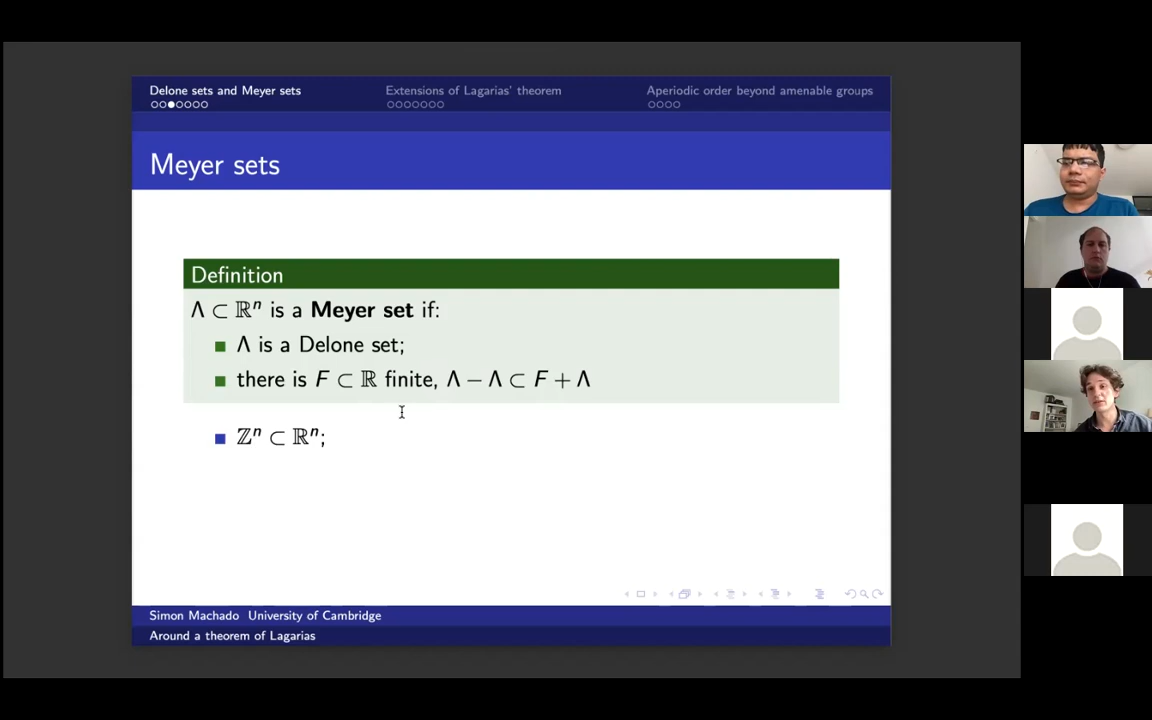 Delone sets and Meyer sets
Extensions of Lagarias' theorem
Aperiodic order beyond amenable groups
Meyer sets
Definition
Λ ⊂ ℝⁿ is a Meyer set if:
Λ is a Delone set;
there is F ⊂ ℝ finite, Λ − Λ ⊂ F + Λ
ℤⁿ ⊂ ℝⁿ;
Simon Machado University of Cambridge
Around a theorem of Lagarias